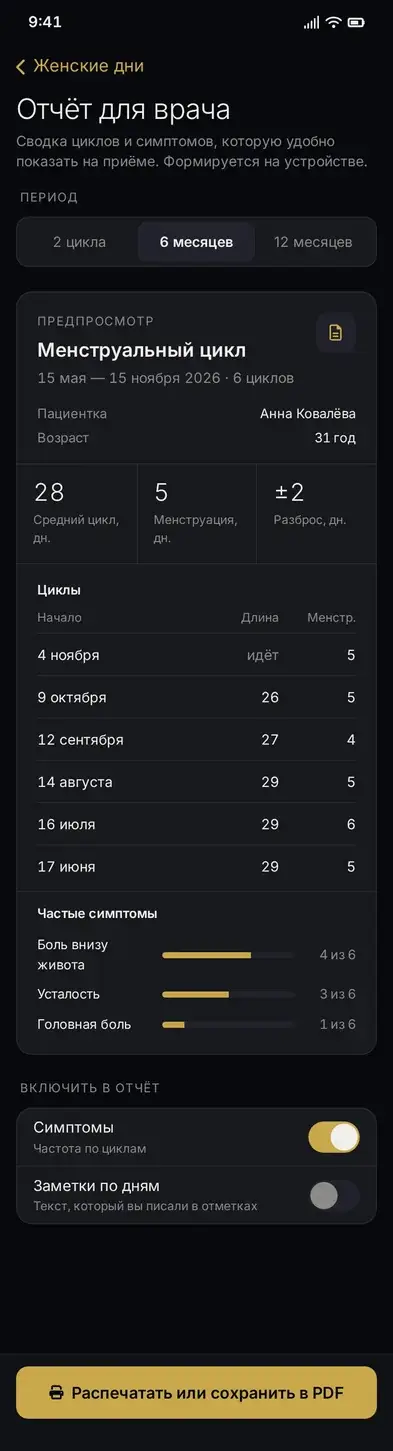 9:41
Женские дни
Отчёт для врача
Сводка циклов и симптомов, которую удобно
показать на приёме. Формируется на устройстве.
ПЕРИОД
2 цикла 6 месяцев 12 месяцев
ПРЕДПРОСМОТР
Менструальный цикл
15 мая — 15 ноября 2026 · 6 циклов
Пациентка Анна Ковалёва
Возраст 31 год
28 5 ±2
Средний цикл, дн. Менструация, дн. Разброс, дн.
Циклы
Начало Длина Менстр.
4 ноября идёт 5
9 октября 26 5
12 сентября 27 4
14 августа 29 5
16 июля 29 6
17 июня 29 5
Частые симптомы
Боль внизу
живота 4 из 6
Усталость 3 из 6
Головная боль 1 из 6
ВКЛЮЧИТЬ В ОТЧЁТ
Симптомы
Частота по циклам
Заметки по дням
Текст, который вы писали в отметках
Распечатать или сохранить в PDF